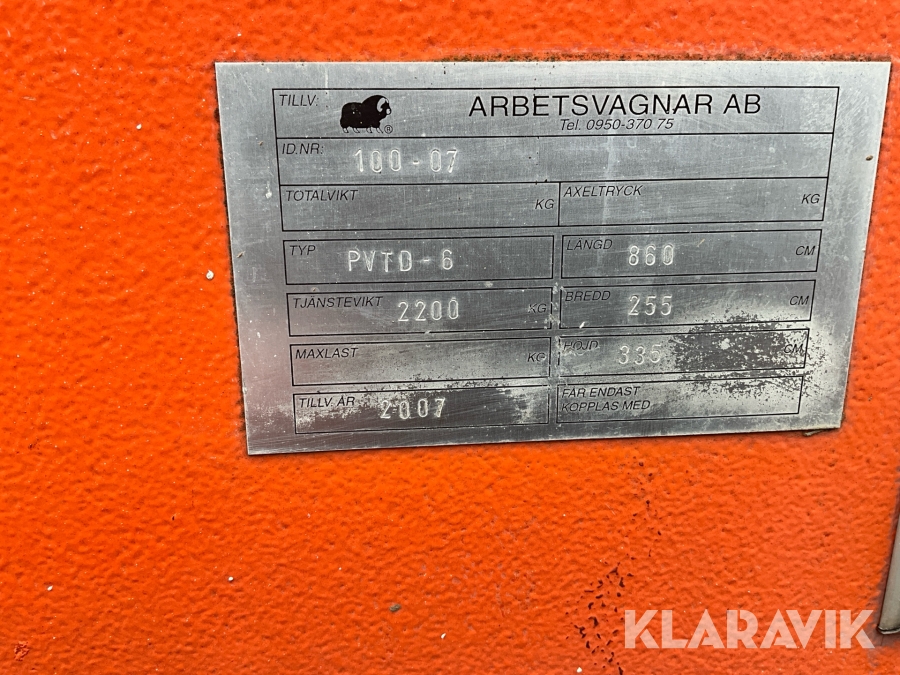 TILLV: ® ARBETSVAGNAR AB
Tel. 0950-370 75
ID.NR: 100-07
TOTALVIKT KG AXELTRYCK KG
TYP PVTD-6 LÄNGD 860 CM
TJÄNSTEVIKT 2200 KG BREDD 255 CM
MAXLAST KG HÖJD 335 CM
TILLV. ÅR 2007 FÅR ENDAST
KOPPLAS MED
KLARAVIK